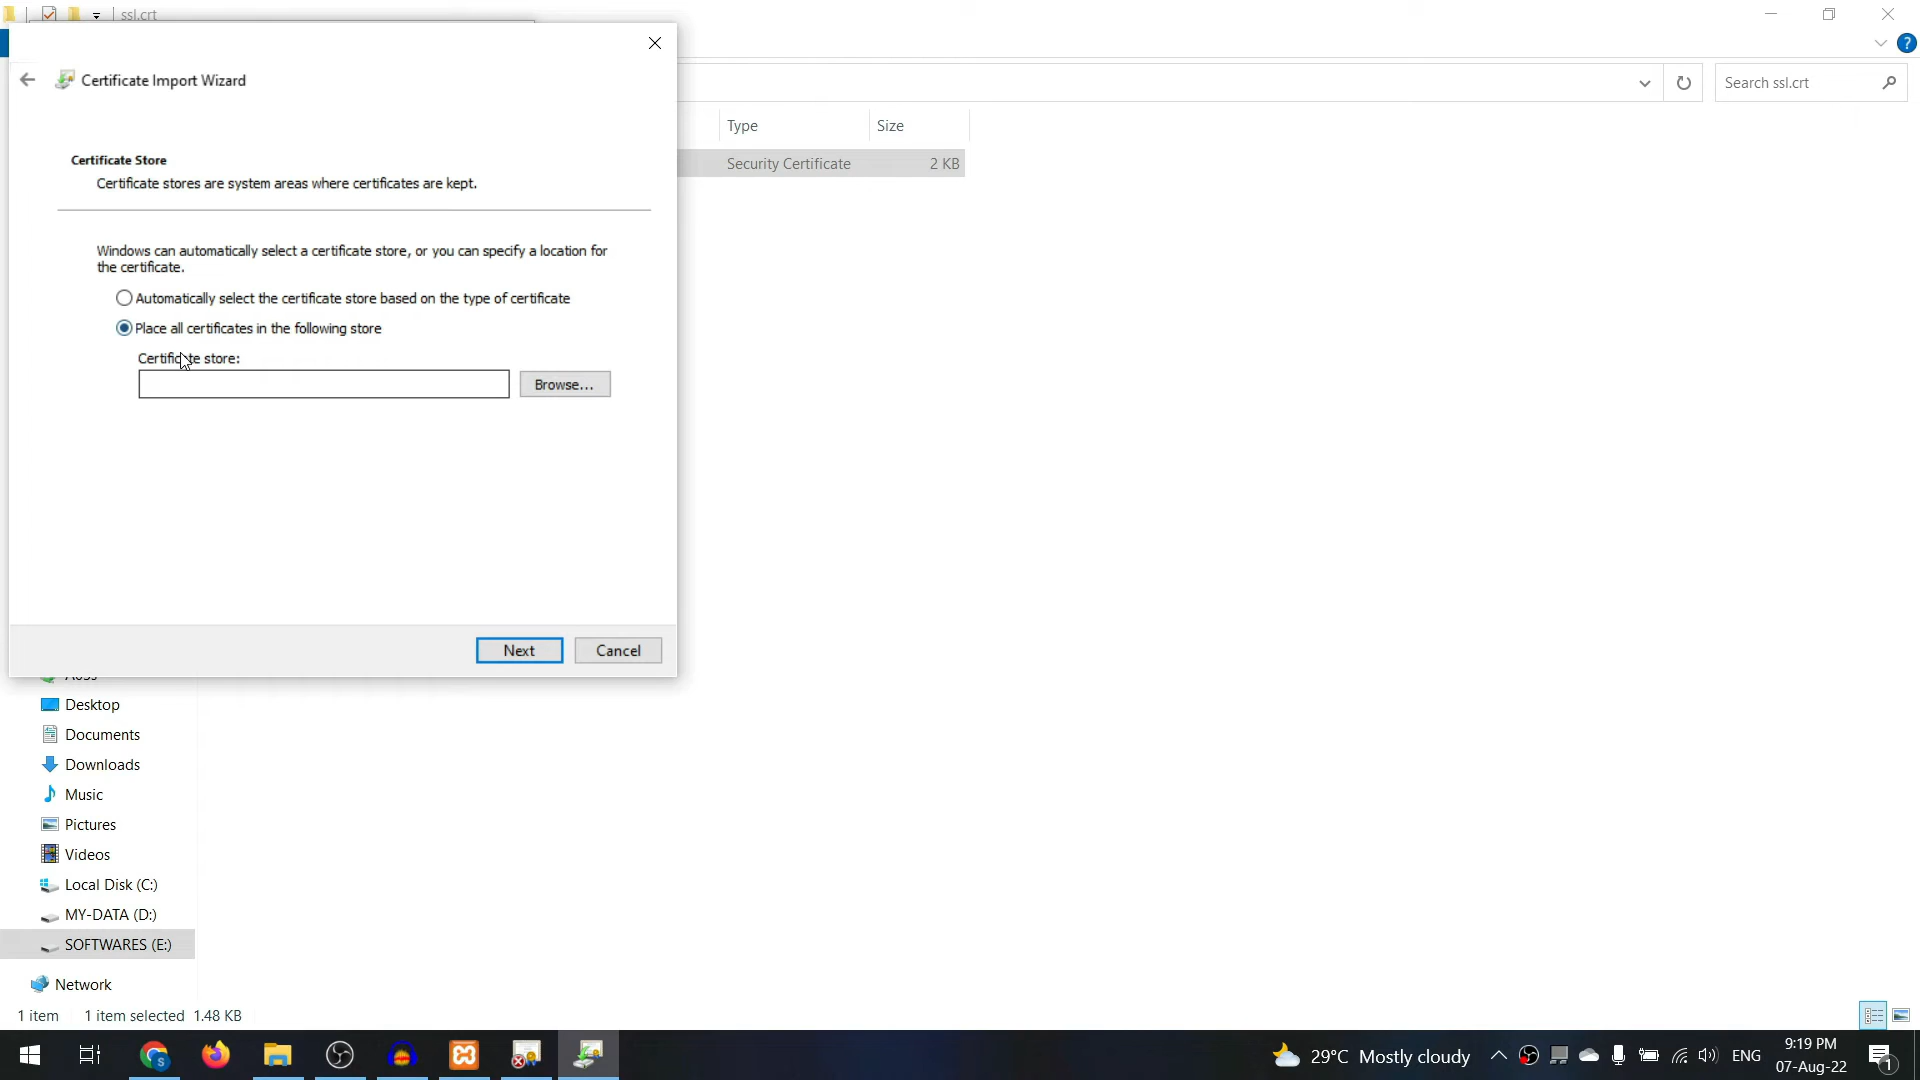 ssl.crt
Certificate Import Wizard
Search ssl.crt
Type
Size
Security Certificate
2 KB
Certificate Store
Certificate stores are system areas where certificates are kept.
Windows can automatically select a certificate store, or you can specify a location for
the certificate.
Automatically select the certificate store based on the type of certificate
Place all certificates in the following store
Certificate store:
Browse...
Next
Cancel
Desktop
Documents
Downloads
Music
Pictures
Videos
Local Disk (C:)
MY-DATA (D:)
SOFTWARES (E:)
Network
1 item
1 item selected 1.48 KB
29°C Mostly cloudy
ENG
9:19 PM
07-Aug-22
1